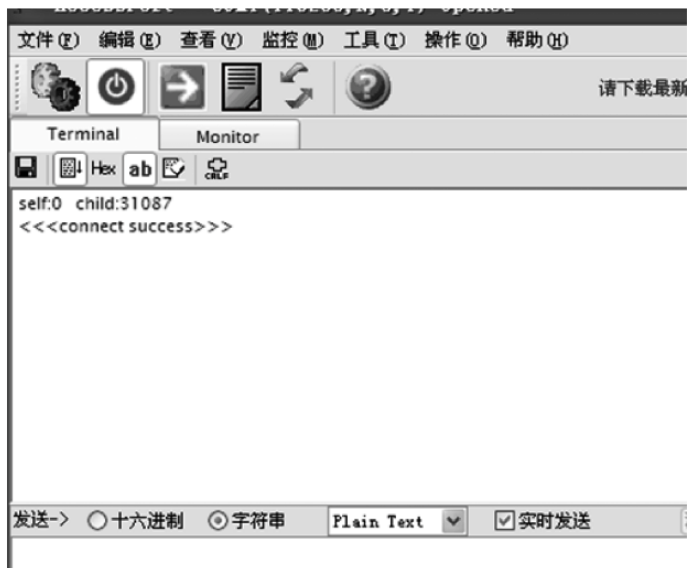 文件(F) 编辑(E) 查看(V) 监控(M) 工具(T) 操作(O) 帮助(H)
请下载最新
Terminal Monitor
Hex ab CRLF
self:0 child:31087
<<<connect success>>>
发送-> 十六进制 字符串 Plain Text 实时发送